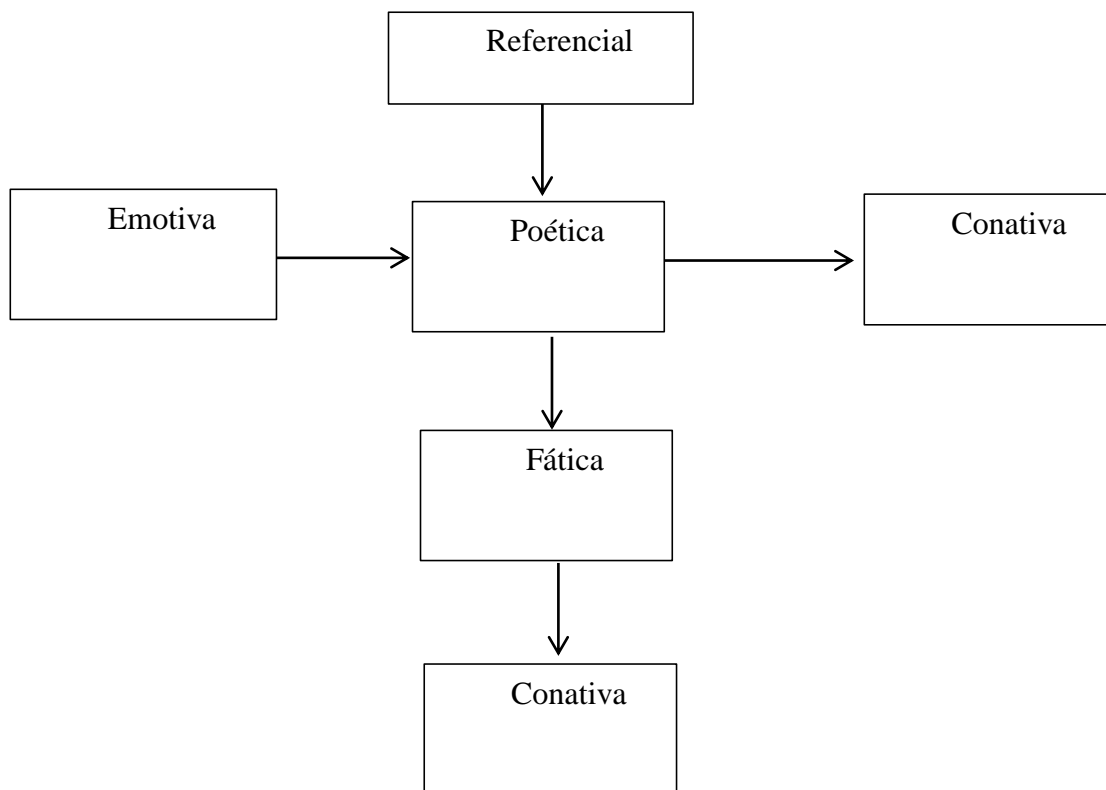 Referencial
Emotiva
Poética
Conativa
Fática
Conativa